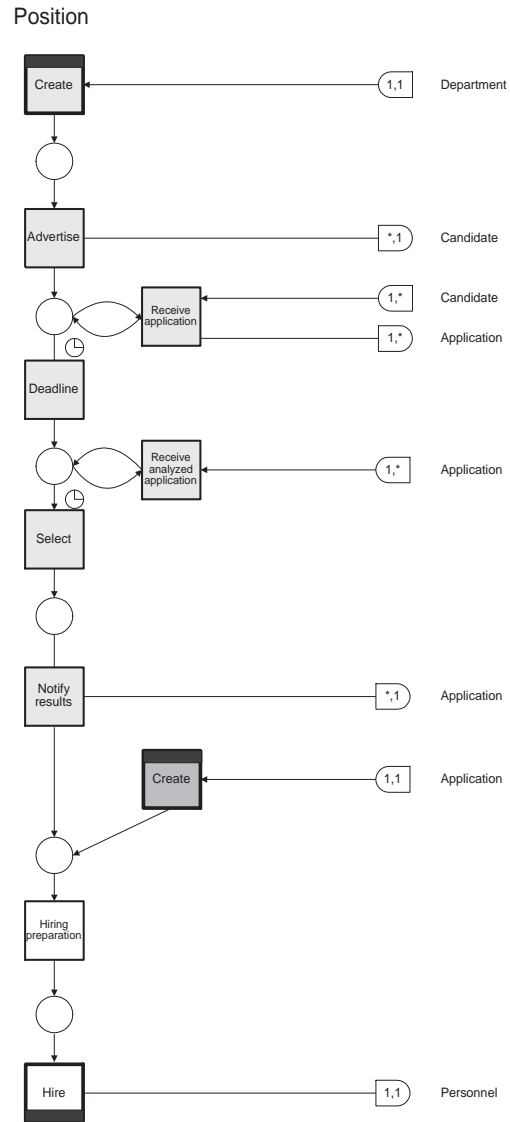 Position
Create
1,1
Department
Advertise
*,1
Candidate
Receive
application
1,*
Candidate
1,*
Application
Deadline
Receive
analyzed
application
1,*
Application
Select
Notify
results
*,1
Application
Create
1,1
Application
Hiring
preparation
Hire
1,1
Personnel